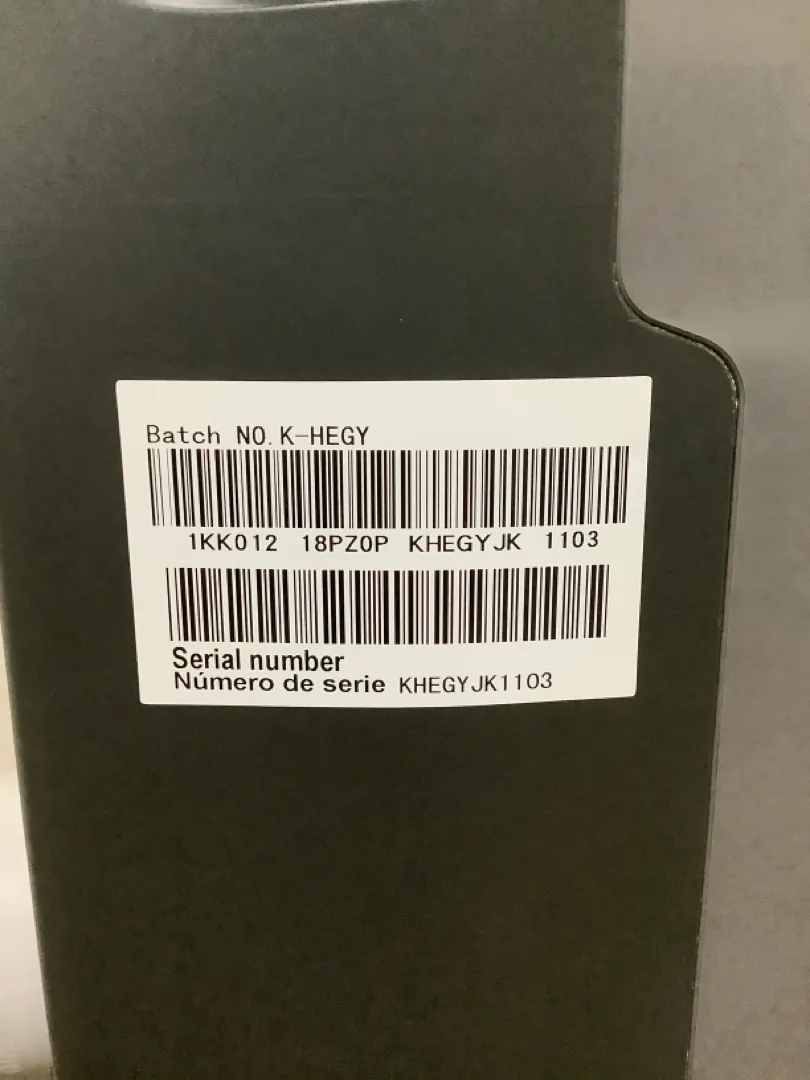 Batch NO. K-HEGY
1KK012 18PZ0P KHEGYJK 1103
Serial number
Número de serie KHEGYJK1103